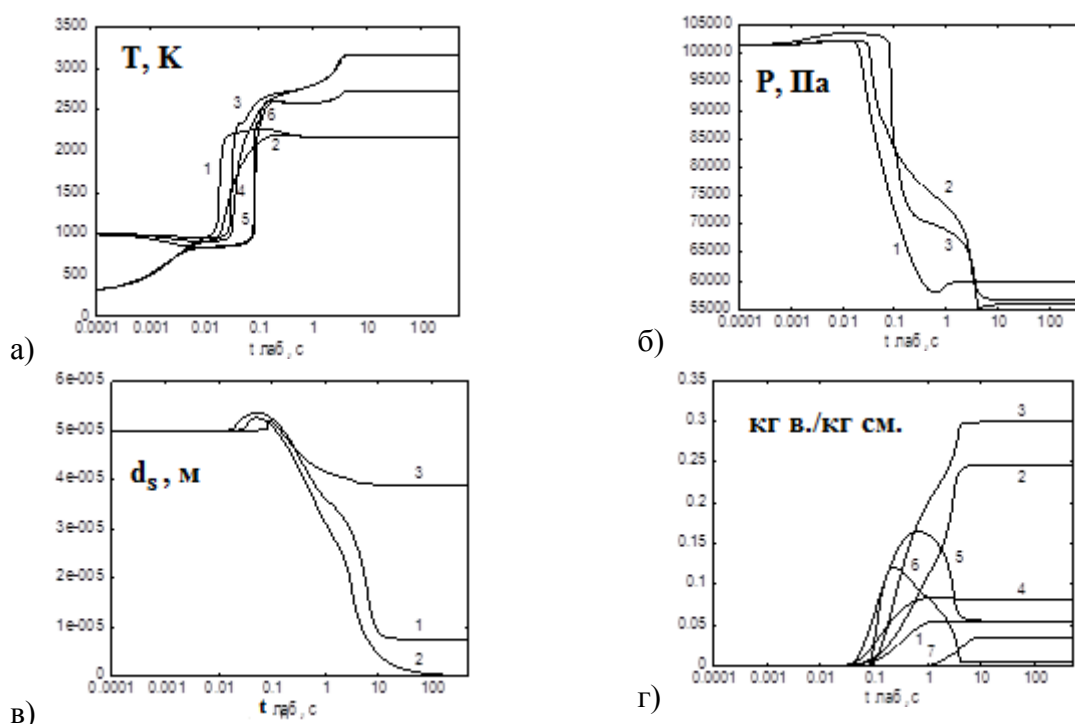 3500
3000
2500
2000
1500
1000
500
0
T, K
3
6
1
2
4
5
0.0001 0.001 0.01 0.1 1 10 100
t лаб, с
а)
105000
100000
95000
90000
85000
80000
75000
70000
65000
60000
55000
P, Па
2
1
3
0.0001 0.001 0.01 0.1 1 10 100
t лаб, с
б)
6e-005
5e-005
4e-005
3e-005
2e-005
1e-005
0
ds , м
3
1
2
0.0001 0.001 0.01 0.1 1 10 100
t лаб, с
в)
0.35
0.3
0.25
0.2
0.15
0.1
0.05
0
кг в./кг см.
3
2
5
6
4
1
7
0.0001 0.001 0.01 0.1 1 10 100
t лаб, с
г)